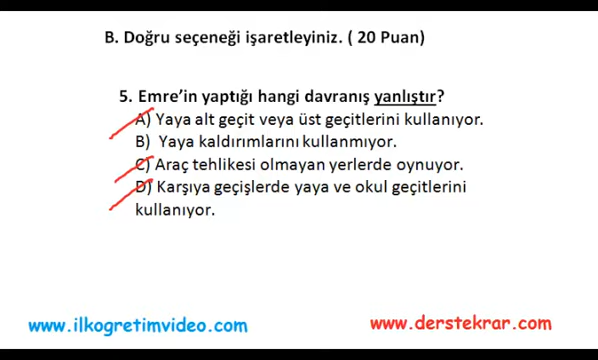 B. Doğru seçeneği işaretleyiniz. ( 20 Puan)
5. Emre’in yaptığı hangi davranış yanlıştır?
A) Yaya alt geçit veya üst geçitlerini kullanıyor.
B) Yaya kaldırımlarını kullanmıyor.
C) Araç tehlikesi olmayan yerlerde oynuyor.
D) Karşıya geçişlerde yaya ve okul geçitlerini
kullanıyor.
www.ilkogretimvideo.com
www.derstekrar.com